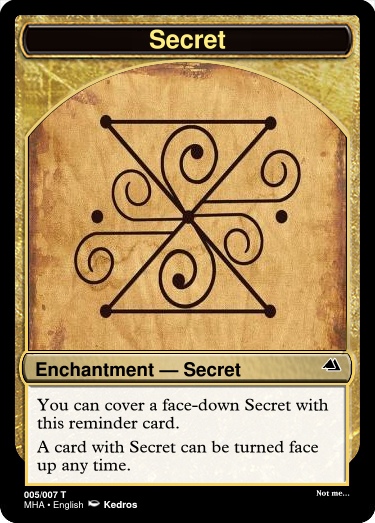 Secret
Enchantment — Secret
You can cover a face-down Secret with
this reminder card.
A card with Secret can be turned face
up any time.
005/007 T
Not me...
MHA • English Kedros